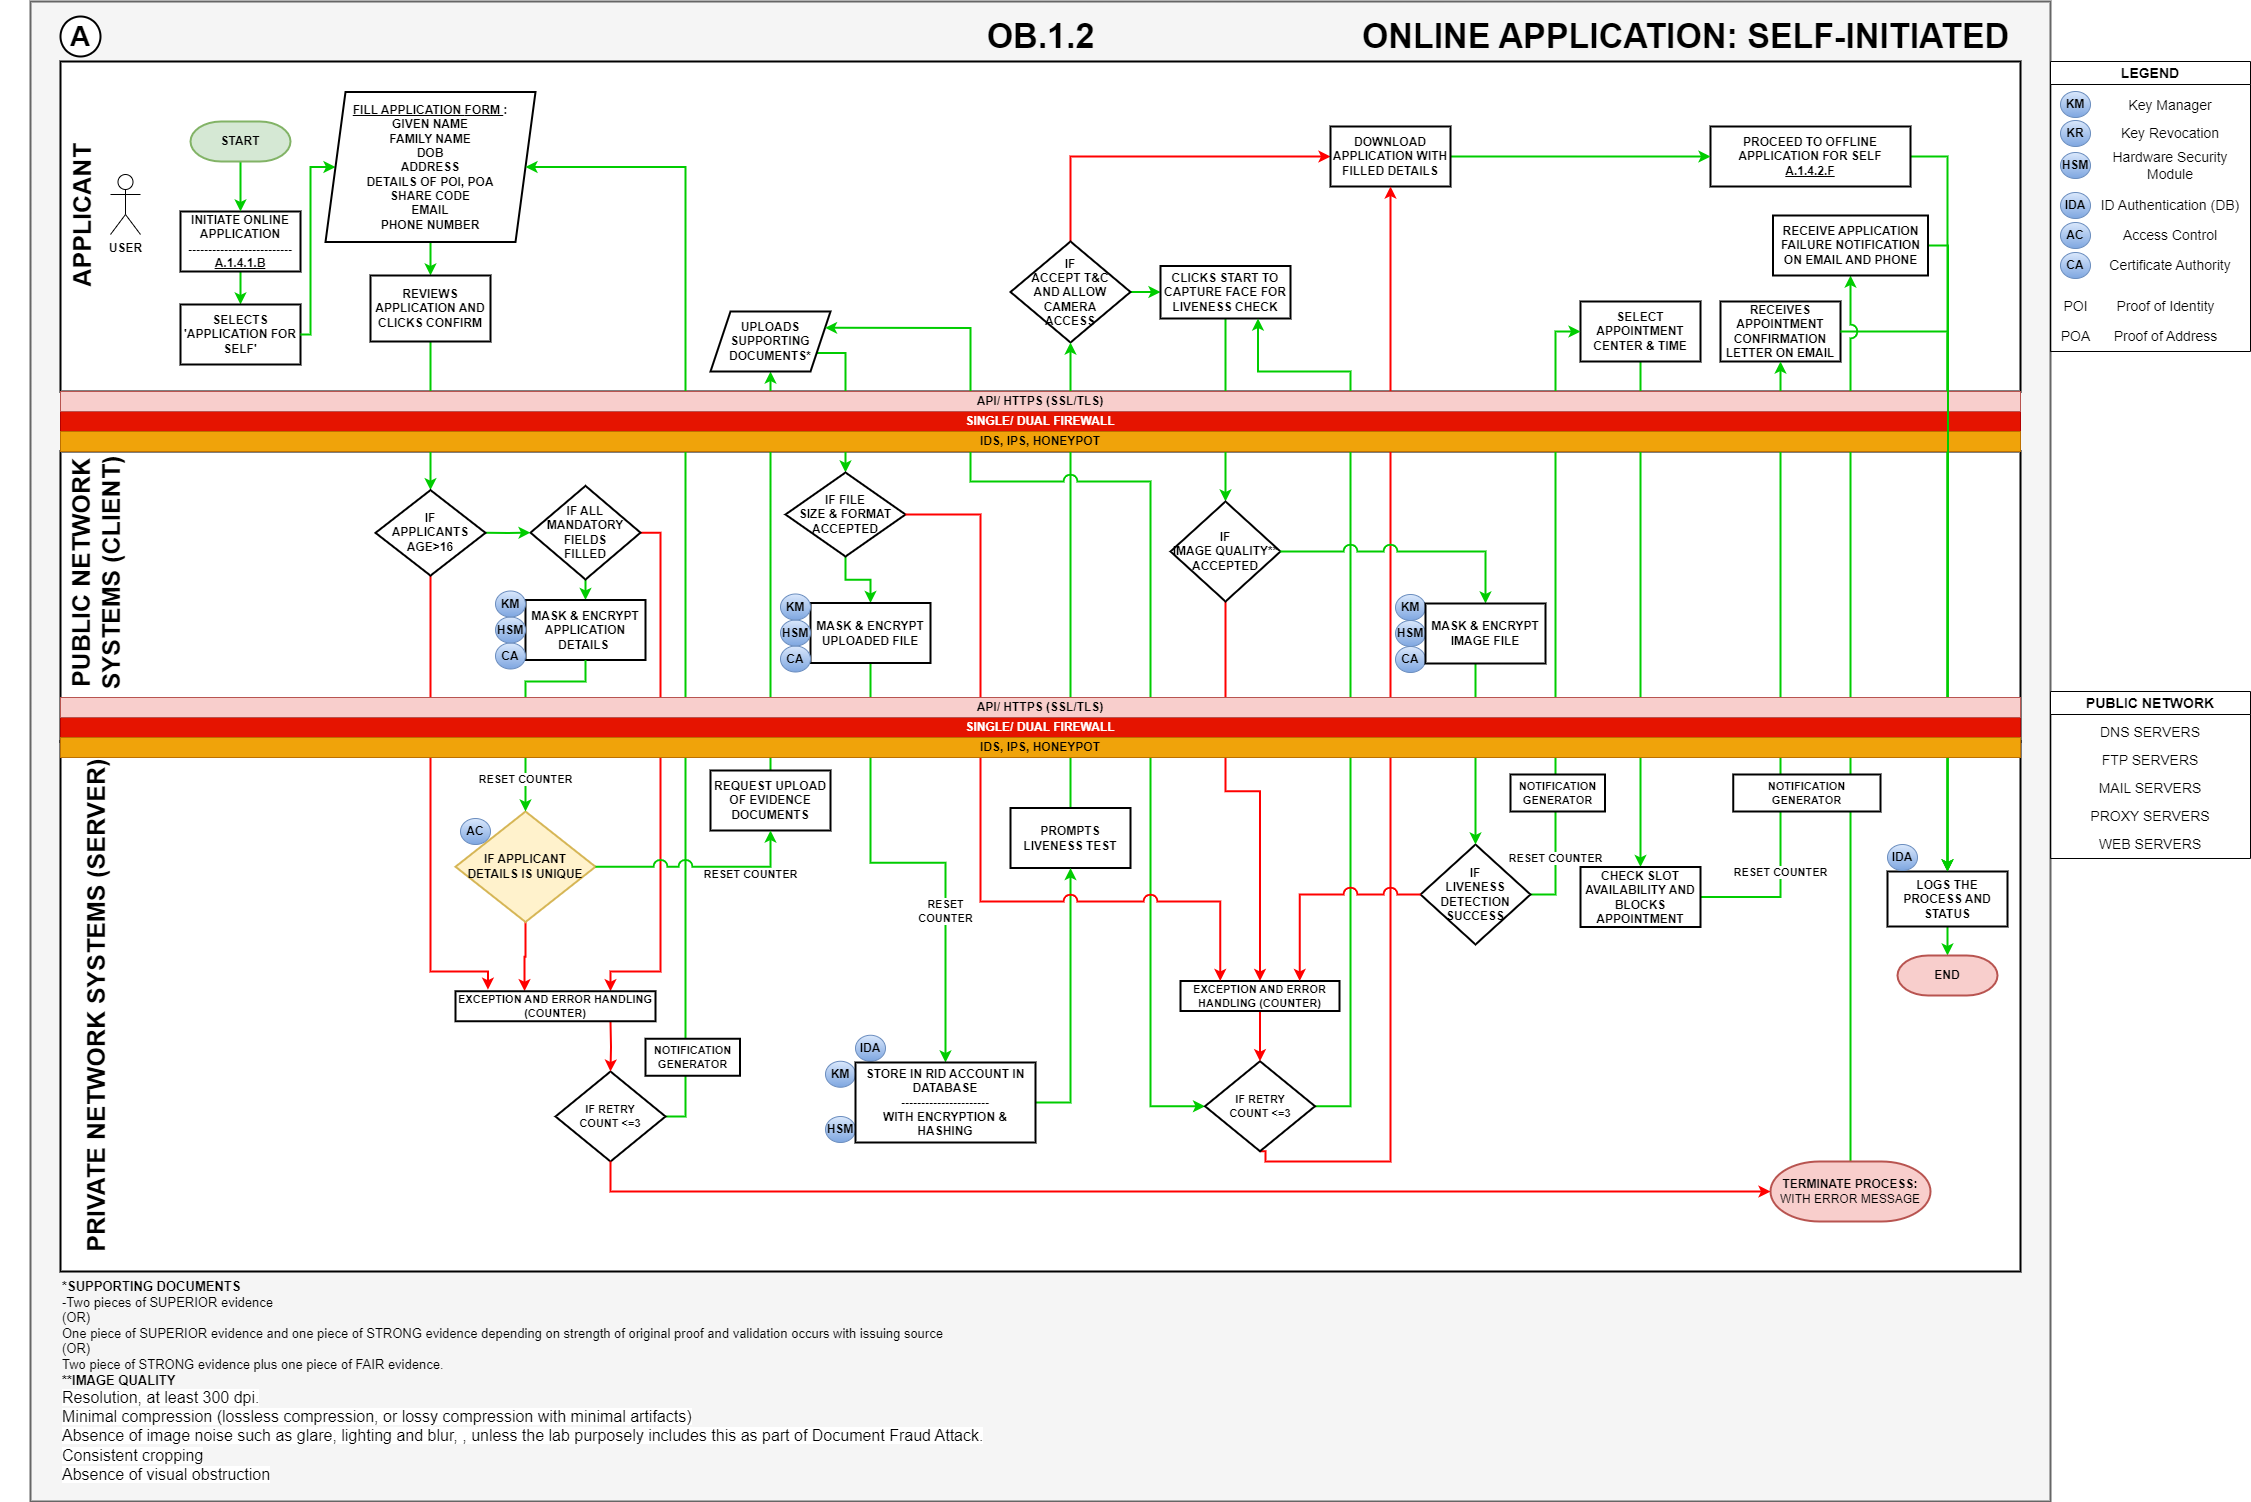 A
OB.1.2
ONLINE APPLICATION: SELF-INITIATED
APPLICANT
USER
START
INITIATE ONLINE
APPLICATION
--------------------------
A.1.4.1.B
SELECTS
'APPLICATION FOR
SELF'
FILL APPLICATION FORM :
GIVEN NAME
FAMILY NAME
DOB
ADDRESS
DETAILS OF POI, POA
SHARE CODE
EMAIL
PHONE NUMBER
REVIEWS
APPLICATION AND
CLICKS CONFIRM
UPLOADS
SUPPORTING
DOCUMENTS*
IF
ACCEPT T&C
AND ALLOW
CAMERA
ACCESS
CLICKS START TO
CAPTURE FACE FOR
LIVENESS CHECK
DOWNLOAD
APPLICATION WITH
FILLED DETAILS
PROCEED TO OFFLINE
APPLICATION FOR SELF
A.1.4.2.F
RECEIVE APPLICATION
FAILURE NOTIFICATION
ON EMAIL AND PHONE
SELECT
APPOINTMENT
CENTER & TIME
RECEIVES
APPOINTMENT
CONFIRMATION
LETTER ON EMAIL
API/ HTTPS (SSL/TLS)
SINGLE/ DUAL FIREWALL
IDS, IPS, HONEYPOT
PUBLIC NETWORK
SYSTEMS (CLIENT)
IF
APPLICANTS
AGE>16
IF ALL
MANDATORY
FIELDS
FILLED
KM
HSM
CA
MASK & ENCRYPT
APPLICATION
DETAILS
IF FILE
SIZE & FORMAT
ACCEPTED
KM
HSM
CA
MASK & ENCRYPT
UPLOADED FILE
IF
IMAGE QUALITY**
ACCEPTED
KM
HSM
CA
MASK & ENCRYPT
IMAGE FILE
API/ HTTPS (SSL/TLS)
SINGLE/ DUAL FIREWALL
IDS, IPS, HONEYPOT
PRIVATE NETWORK SYSTEMS (SERVER)
RESET COUNTER
AC
IF APPLICANT
DETAILS IS UNIQUE
RESET COUNTER
REQUEST UPLOAD
OF EVIDENCE
DOCUMENTS
EXCEPTION AND ERROR HANDLING
(COUNTER)
NOTIFICATION
GENERATOR
IF RETRY
COUNT <=3
RESET
COUNTER
IDA
KM
HSM
STORE IN RID ACCOUNT IN
DATABASE
----------------------
WITH ENCRYPTION &
HASHING
PROMPTS
LIVENESS TEST
EXCEPTION AND ERROR
HANDLING (COUNTER)
IF RETRY
COUNT <=3
IF
LIVENESS
DETECTION
SUCCESS
NOTIFICATION
GENERATOR
RESET COUNTER
CHECK SLOT
AVAILABILITY AND
BLOCKS
APPOINTMENT
NOTIFICATION
GENERATOR
RESET COUNTER
IDA
LOGS THE
PROCESS AND
STATUS
END
TERMINATE PROCESS:
WITH ERROR MESSAGE
LEGEND
KM Key Manager
KR Key Revocation
HSM Hardware Security
Module
IDA ID Authentication (DB)
AC Access Control
CA Certificate Authority
POI Proof of Identity
POA Proof of Address
PUBLIC NETWORK
DNS SERVERS
FTP SERVERS
MAIL SERVERS
PROXY SERVERS
WEB SERVERS
*SUPPORTING DOCUMENTS
-Two pieces of SUPERIOR evidence
(OR)
One piece of SUPERIOR evidence and one piece of STRONG evidence depending on strength of original proof and validation occurs with issuing source
(OR)
Two piece of STRONG evidence plus one piece of FAIR evidence.
**IMAGE QUALITY
Resolution, at least 300 dpi.
Minimal compression (lossless compression, or lossy compression with minimal artifacts)
Absence of image noise such as glare, lighting and blur, , unless the lab purposely includes this as part of Document Fraud Attack.
Consistent cropping
Absence of visual obstruction